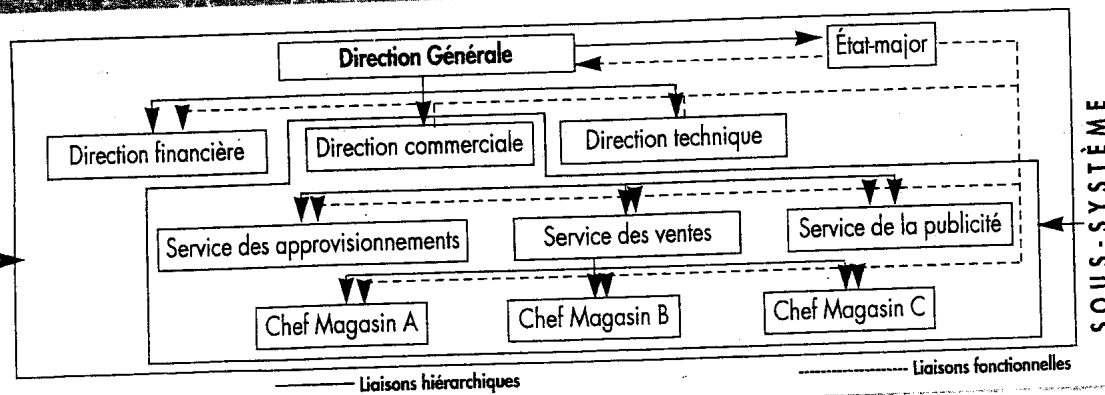 Direction Générale
État-major
Direction financière
Direction commerciale
Direction technique
Service des approvisionnements
Service des ventes
Service de la publicité
Chef Magasin A
Chef Magasin B
Chef Magasin C
SOUS-SYSTÈME
Liaisons hiérarchiques
Liaisons fonctionnelles